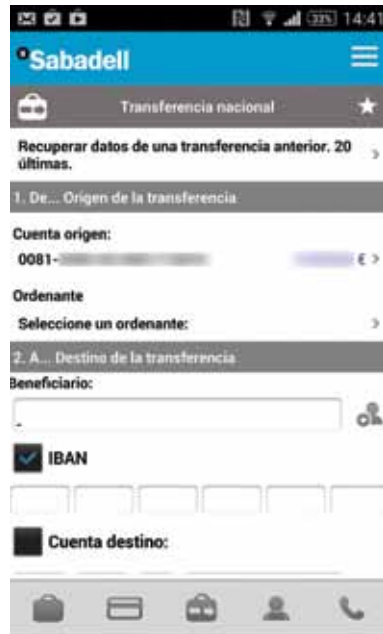 33% 14:41
Sabadell
Transferencia nacional
Recuperar datos de una transferencia anterior. 20
últimas.
1. De... Origen de la transferencia
Cuenta origen:
0081-
€
Ordenante
Seleccione un ordenante:
2. A... Destino de la transferencia
Beneficiario:
IBAN
Cuenta destino: